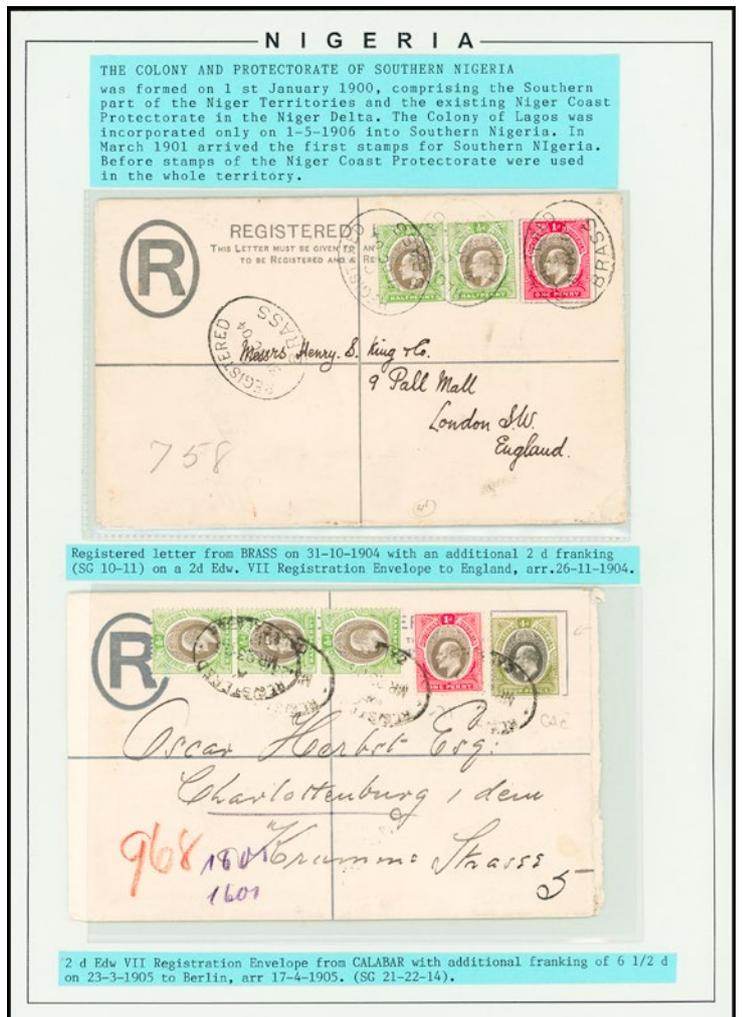 NIGERIA
THE COLONY AND PROTECTORATE OF SOUTHERN NIGERIA
was formed on 1 st January 1900, comprising the Southern
part of the Niger Territories and the existing Niger Coast
Protectorate in the Niger Delta. The Colony of Lagos was
incorporated only on 1-5-1906 into Southern Nigeria. In
March 1901 arrived the first stamps for Southern NIgeria.
Before stamps of the Niger Coast Protectorate were used
in the whole territory.
R
REGISTERED
THIS LETTER MUST BE GIVEN TO AN
TO BE REGISTERED AND A RE
HALFPENNY
HALFPENNY
ONE PENNY
BRASS
REGISTERED
BRASS
Messrs Henry S. King & Co.
9 Pall Mall
London S.W.
England.
758
Registered letter from BRASS on 31-10-1904 with an additional 2 d franking
(SG 10-11) on a 2d Edw. VII Registration Envelope to England, arr.26-11-1904.
R
ONE PENNY
REGISTERED
Oscar Herbst Esq:
Charlottenburg
Krumme Strasse
5
968
1601
2 d Edw VII Registration Envelope from CALABAR with additional franking of 6 1/2 d
on 23-3-1905 to Berlin, arr 17-4-1905. (SG 21-22-14).